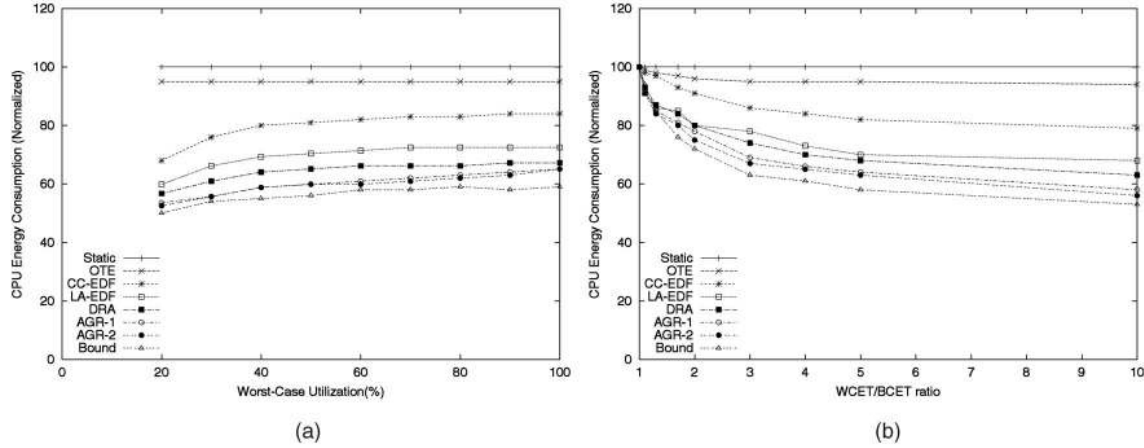 CPU Energy Consumption (Normalized)
120
100
80
60
40
20
0
Static
OTE
CC-EDF
LA-EDF
DRA
AGR-1
AGR-2
Bound
0 20 40 60 80 100
Worst-Case Utilization(%)
(a)
CPU Energy Consumption (Normalized)
120
100
80
60
40
20
0
Static
OTE
CC-EDF
LA-EDF
DRA
AGR-1
AGR-2
Bound
1 2 3 4 5 6 7 8 9 10
WCET/BCET ratio
(b)